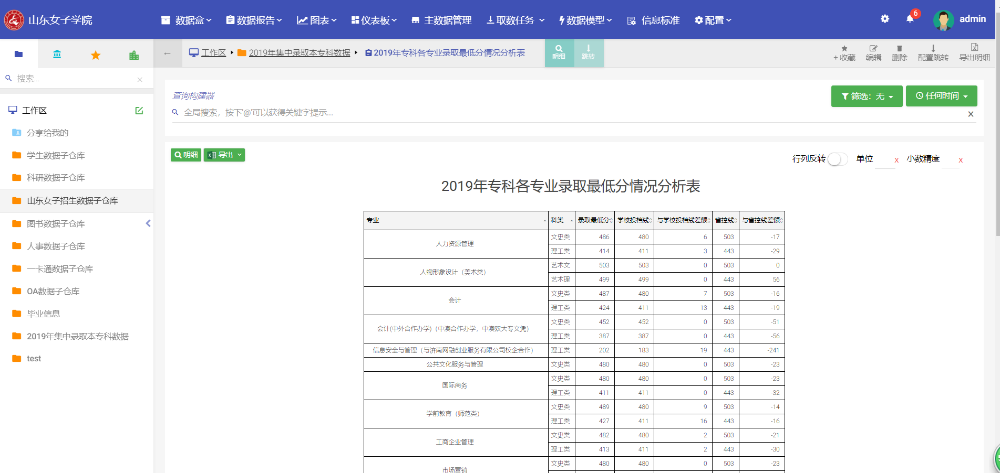 山东女子学院
数据盒
数据报告
图表
仪表板
主数据管理
取数任务
数据模型
信息标准
配置
6
admin
←
工作区
2019年集中录取本专科数据
2019年专科各专业录取最低分情况分析表
明细
跳转
+ 收藏
编辑
删除
配置跳转
导出明细
搜索...
×
工作区
分享给我的
学生数据子仓库
科研数据子仓库
山东女子招生数据子仓库
图书数据子仓库
人事数据子仓库
一卡通数据子仓库
OA数据子仓库
毕业信息
2019年集中录取本专科数据
test
查询构建器
筛选：无
任何时间
全局搜索，按下'@'可以获得关键字提示...
×
明细
导出
行列反转
单位
x
小数精度
x
2019年专科各专业录取最低分情况分析表
专业 科类 录取最低分 学校投档线 与学校投档线差额 省控线 与省控线差额
人力资源管理 文史类 486 480 6 503 -17
理工类 414 411 3 443 -29
人物形象设计（美术类） 艺术文 503 503 0 503 0
艺术理 499 499 0 443 56
会计 文史类 487 480 7 503 -16
理工类 424 411 13 443 -19
会计(中外合作办学)（中澳合作办学，中澳双大专文凭） 文史类 452 452 0 503 -51
理工类 387 387 0 443 -56
信息安全与管理（与济南网融创业服务有限公司校企合作） 理工类 202 183 19 443 -241
公共文化服务与管理 文史类 480 480 0 503 -23
国际商务 文史类 480 480 0 503 -23
理工类 411 411 0 443 -32
学前教育（师范类） 文史类 489 480 9 503 -14
理工类 427 411 16 443 -16
工商企业管理 文史类 482 480 2 503 -21
理工类 413 411 2 443 -30
市场营销 文史类 480 480 0 503 -23